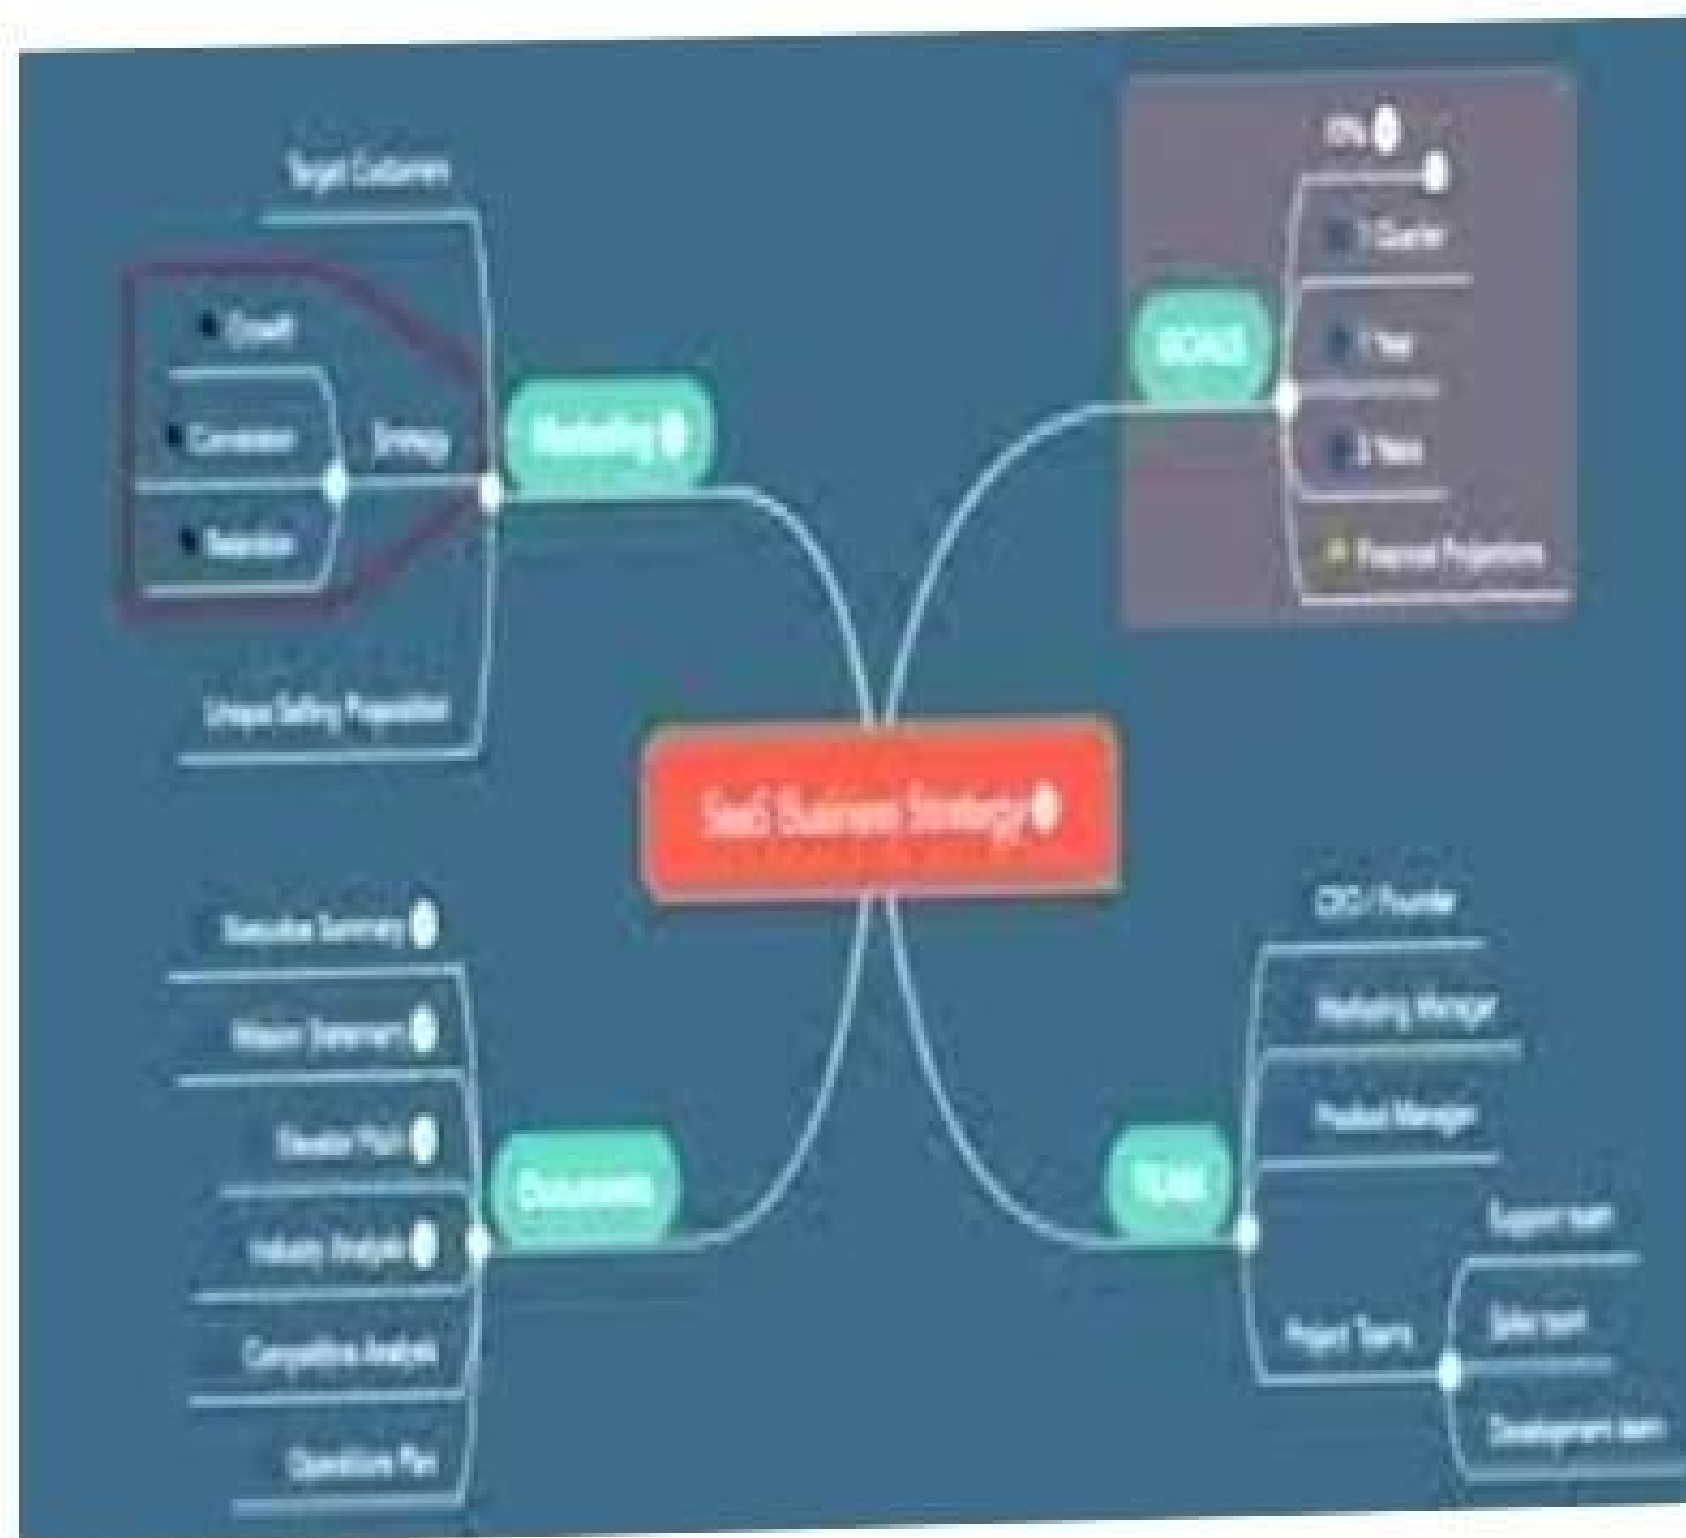 Target Customers
Growth
Conversion
Strategy
Retention
Marketing
Unique Selling Proposition
GOALS
1 Quarter
1 Year
Years
Financial Projections
SaaS Business Strategy
Executive Summary
Mission Statement
Elevator Pitch
Industry Analysis
Competitive Analysis
Operations Plan
Documents
TEAM
CEO / Founder
Marketing Manager
Product Manager
Project Teams
Support team
Sales team
Development team